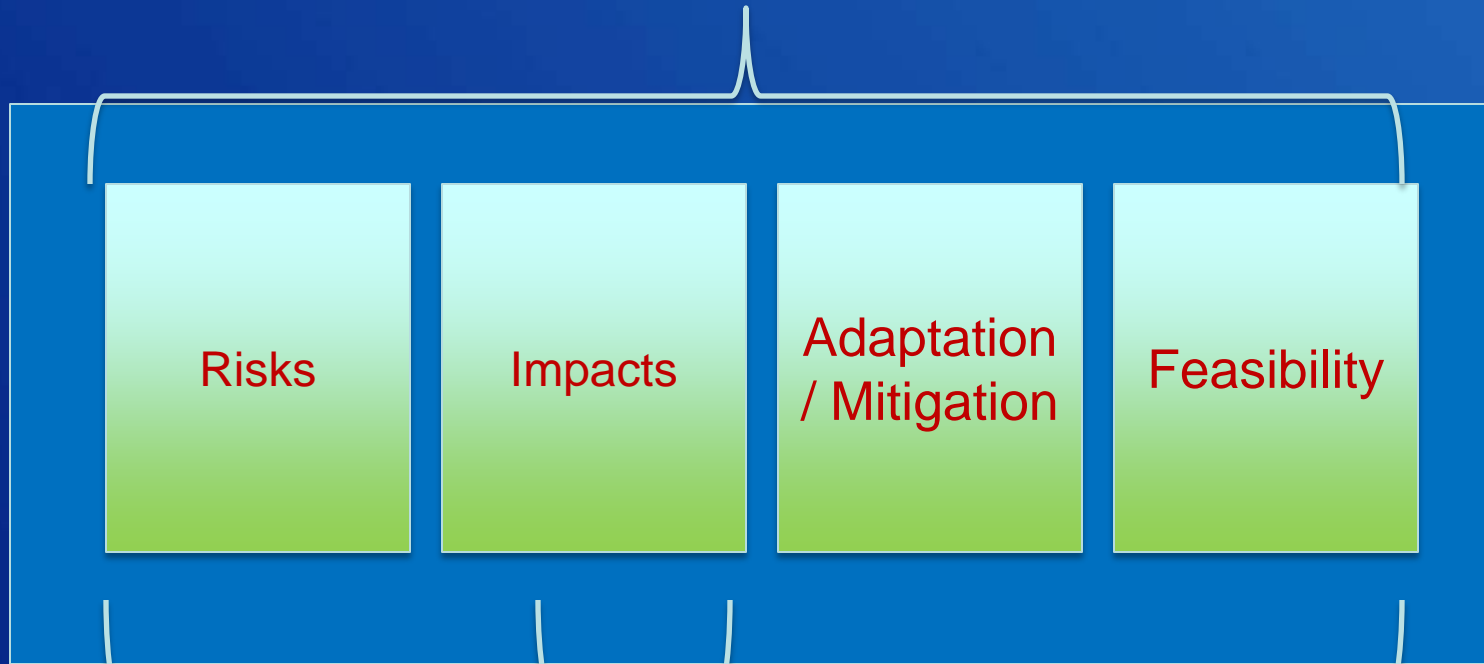 Risks
Impacts
Adaptation
/ Mitigation
Feasibility